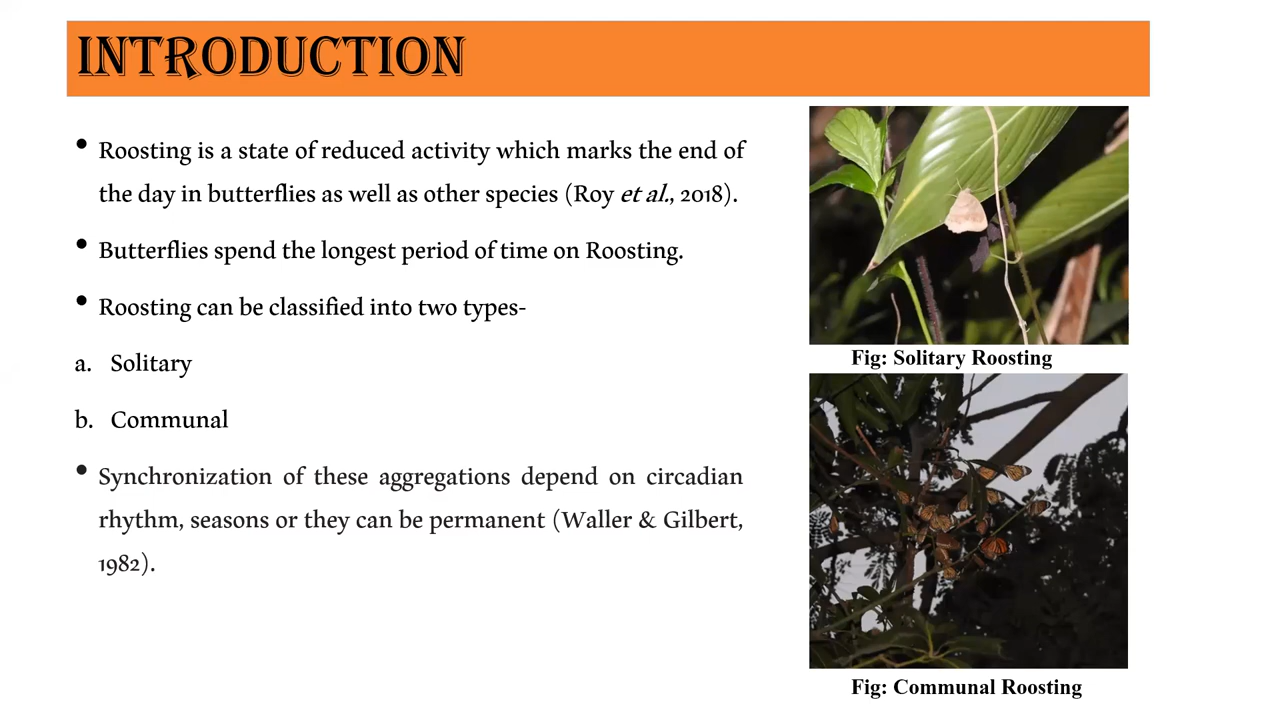 INTRODUCTION
• Roosting is a state of reduced activity which marks the end of
the day in butterflies as well as other species (Roy et al., 2018).
• Butterflies spend the longest period of time on Roosting.
• Roosting can be classified into two types-
a. Solitary
b. Communal
• Synchronization of these aggregations depend on circadian
rhythm, seasons or they can be permanent (Waller & Gilbert,
1982).
Fig: Solitary Roosting
Fig: Communal Roosting